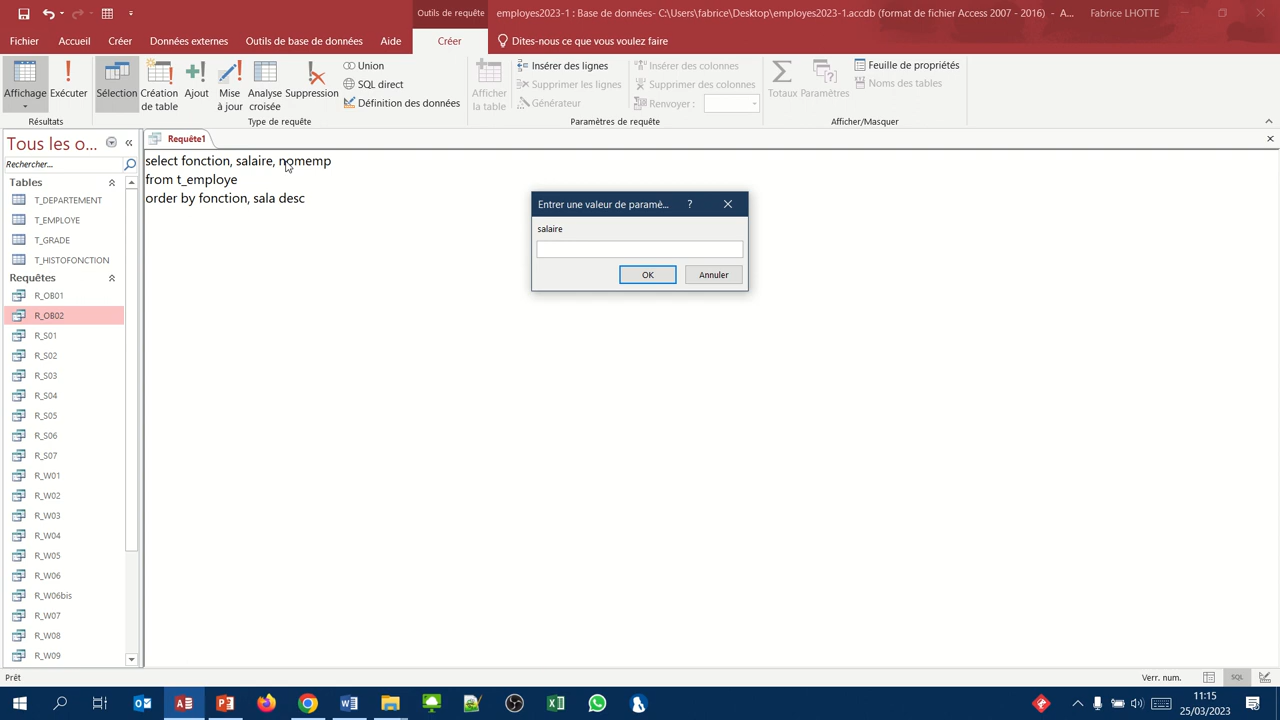 Outils de requête
employes2023-1 : Base de données- C:\Users\fabrice\Desktop\employes2023-1.accdb (format de fichier Access 2007 - 2016) - A...
Fabrice LHOTTE
Fichier
Accueil
Créer
Données externes
Outils de base de données
Aide
Créer
Dites-nous ce que vous voulez faire
Affichage
Exécuter
Résultats
Sélection
Création
de table
Ajout
Mise
à jour
Analyse
croisée
Suppression
Union
SQL direct
Définition des données
Type de requête
Afficher
la table
Insérer des lignes
Supprimer les lignes
Générateur
Insérer des colonnes
Supprimer des colonnes
Renvoyer :
Paramètres de requête
Totaux
Paramètres
Feuille de propriétés
Noms des tables
Afficher/Masquer
Tous les o...
Rechercher...
Tables
T_DEPARTEMENT
T_EMPLOYE
T_GRADE
T_HISTOFONCTION
Requêtes
R_OB01
R_OB02
R_S01
R_S02
R_S03
R_S04
R_S05
R_S06
R_S07
R_W01
R_W02
R_W03
R_W04
R_W05
R_W06
R_W06bis
R_W07
R_W08
R_W09
Requête1
select fonction, salaire, nomemp
from t_employe
order by fonction, sala desc
Entrer une valeur de paramè...
?
salaire
OK
Annuler
Prêt
Verr. num.
SQL
11:15
25/03/2023